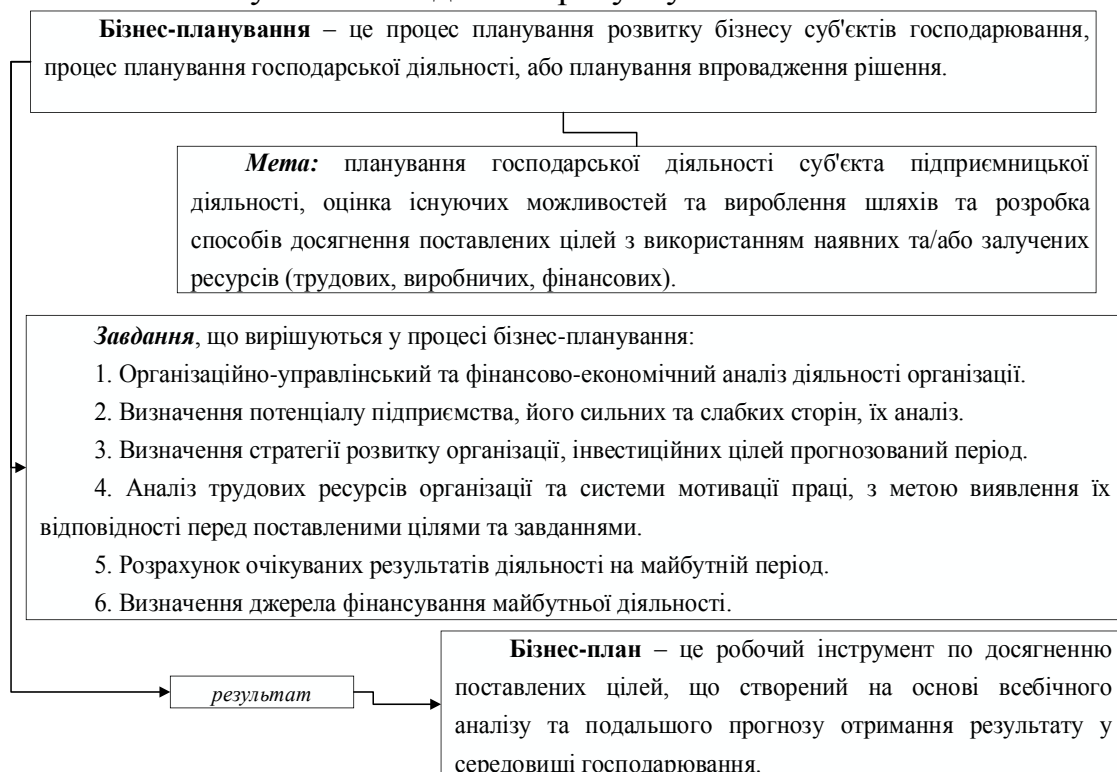 Бізнес-планування – це процес планування розвитку бізнесу суб'єктів господарювання,
процес планування господарської діяльності, або планування впровадження рішення.
Мета: планування господарської діяльності суб'єкта підприємницької
діяльності, оцінка існуючих можливостей та вироблення шляхів та розробка
способів досягнення поставлених цілей з використанням наявних та/або залучених
ресурсів (трудових, виробничих, фінансових).
Завдання, що вирішуються у процесі бізнес-планування:
1. Організаційно-управлінський та фінансово-економічний аналіз діяльності організації.
2. Визначення потенціалу підприємства, його сильних та слабких сторін, їх аналіз.
3. Визначення стратегії розвитку організації, інвестиційних цілей прогнозований період.
4. Аналіз трудових ресурсів організації та системи мотивації праці, з метою виявлення їх
відповідності перед поставленими цілями та завданнями.
5. Розрахунок очікуваних результатів діяльності на майбутній період.
6. Визначення джерела фінансування майбутньої діяльності.
результат
Бізнес-план – це робочий інструмент по досягненню
поставлених цілей, що створений на основі всебічного
аналізу та подальшого прогнозу отримання результату у
середовищі господарювання.